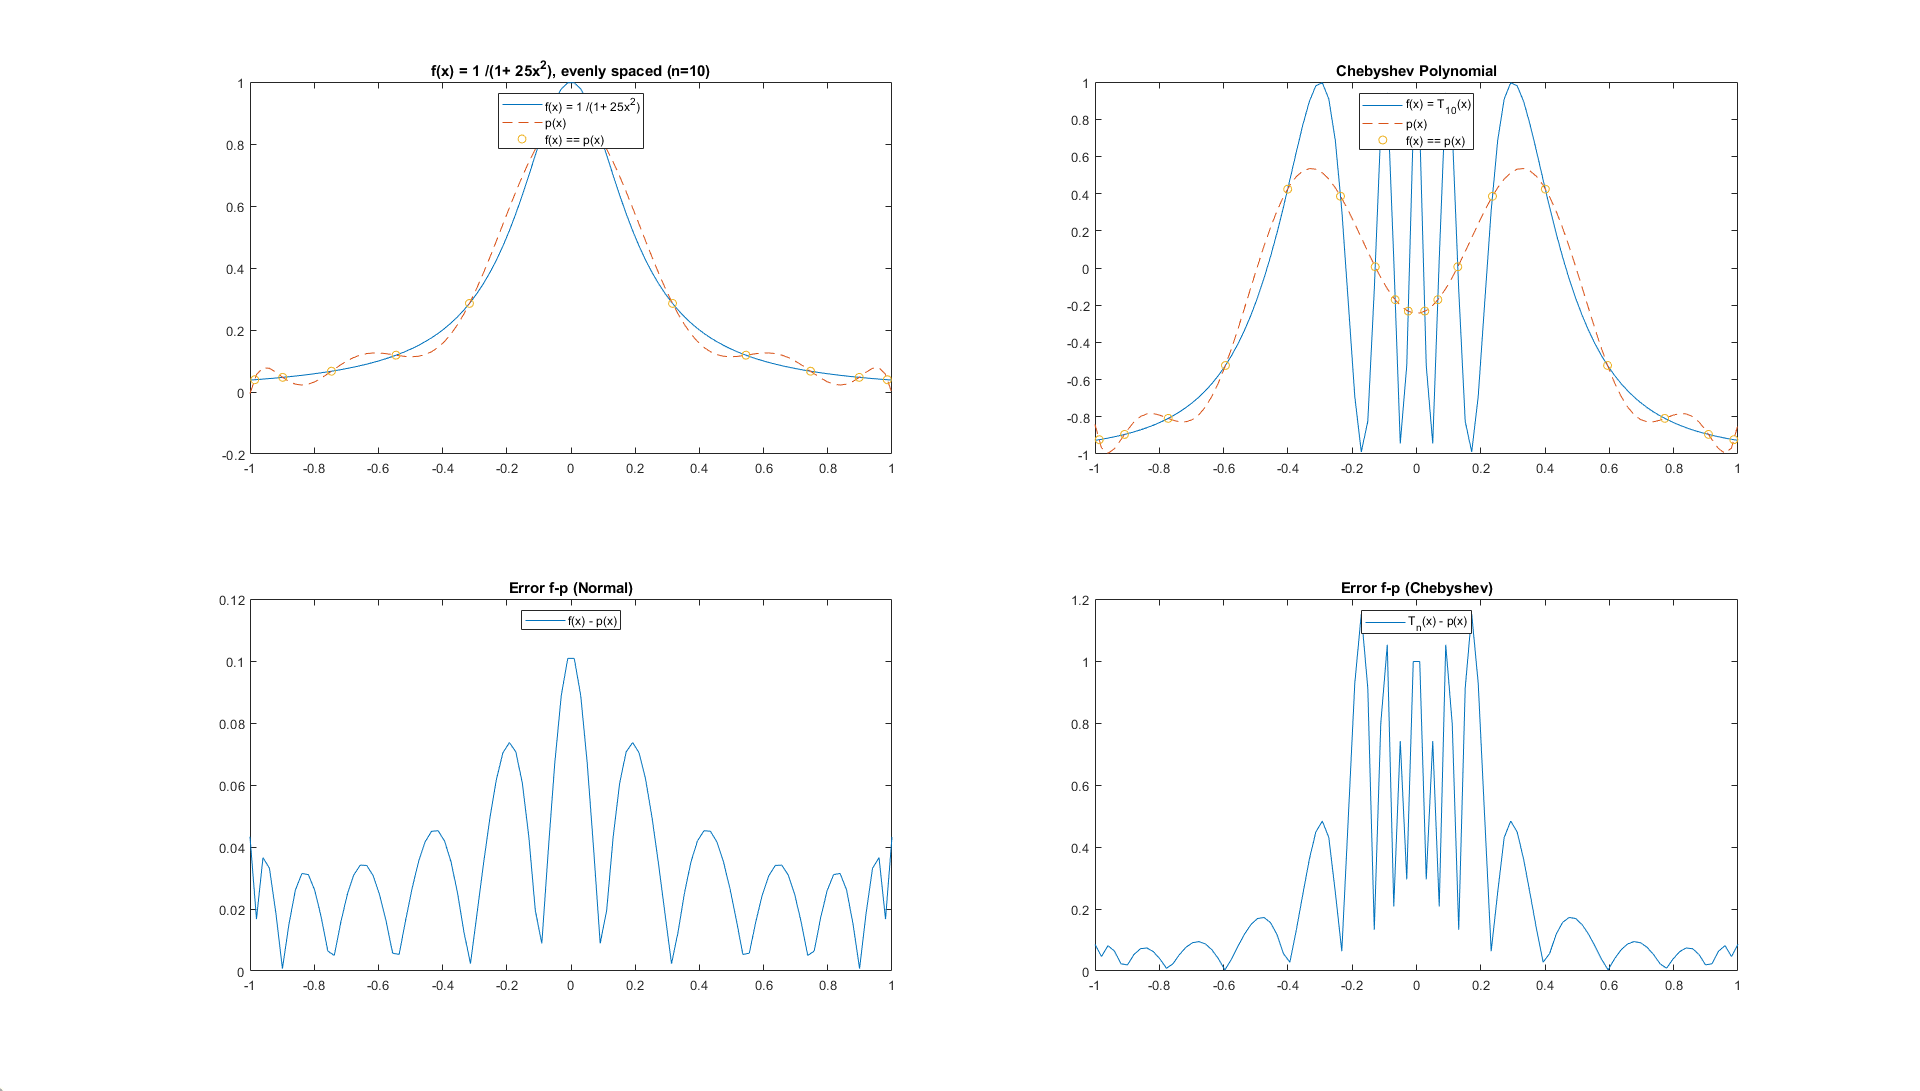 f(x) = 1 /(1+ 25x²), evenly spaced (n=10)
1
0.8
0.6
0.4
0.2
0
-0.2
f(x) = 1 /(1+ 25x²)
p(x)
f(x) == p(x)
-1 -0.8 -0.6 -0.4 -0.2 0 0.2 0.4 0.6 0.8 1
Chebyshev Polynomial
1
0.8
0.6
0.4
0.2
0
-0.2
-0.4
-0.6
-0.8
-1
f(x) = T₁₀(x)
p(x)
f(x) == p(x)
-1 -0.8 -0.6 -0.4 -0.2 0 0.2 0.4 0.6 0.8 1
Error f-p (Normal)
0.12
0.1
0.08
0.06
0.04
0.02
0
f(x) - p(x)
-1 -0.8 -0.6 -0.4 -0.2 0 0.2 0.4 0.6 0.8 1
Error f-p (Chebyshev)
1.2
1
0.8
0.6
0.4
0.2
0
Tₙ(x) - p(x)
-1 -0.8 -0.6 -0.4 -0.2 0 0.2 0.4 0.6 0.8 1